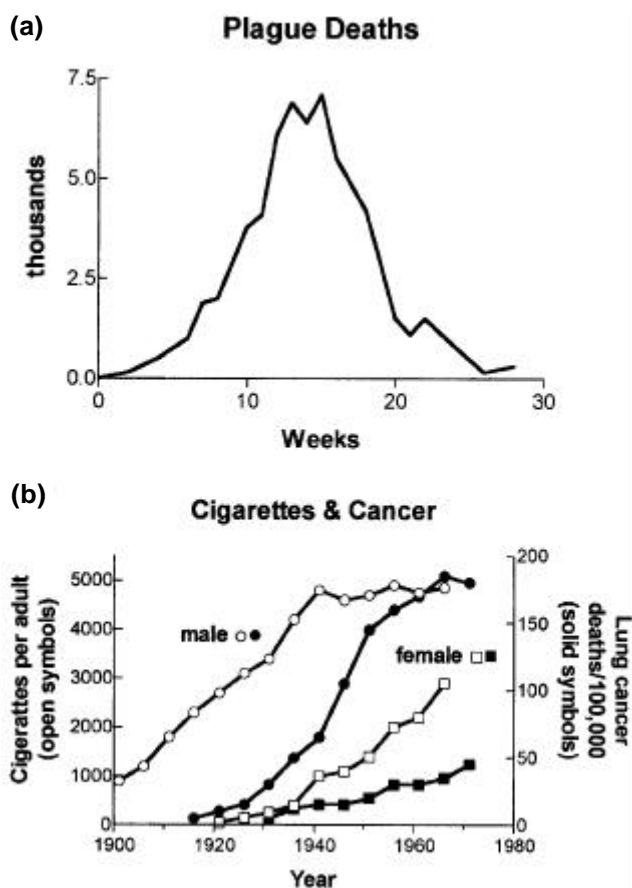 (a)
Plague Deaths
7.5
5.0
2.5
0.0
thousands
0 10 20 30
Weeks
(b)
Cigarettes & Cancer
5000
4000
3000
2000
1000
0
Cigerattes per adult
(open symbols)
male
female
200
150
100
50
0
Lung cancer
deaths/100,000
(solid symbols)
1900 1920 1940 1960 1980
Year